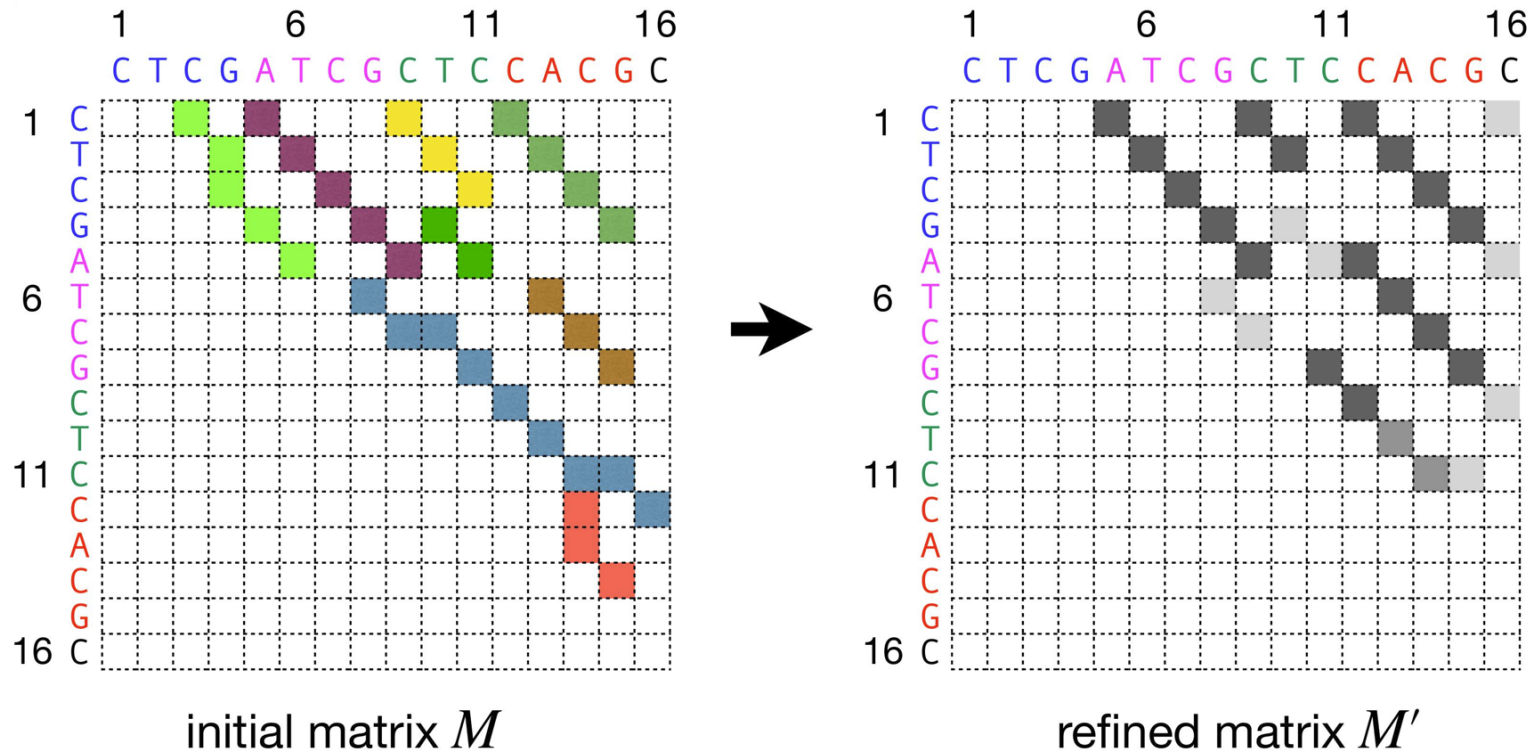 1 6 11 16 1 6 11 16
C T C G A T C G C T C C A C G C C T C G A T C G C T C C A C G C
1 C 1 C
T T
C C
G G
A A
6 T 6 T
C C
G G
C C
T T
11 C 11 C
C C
A A
C C
G G
16 C 16 C
initial matrix M refined matrix M′